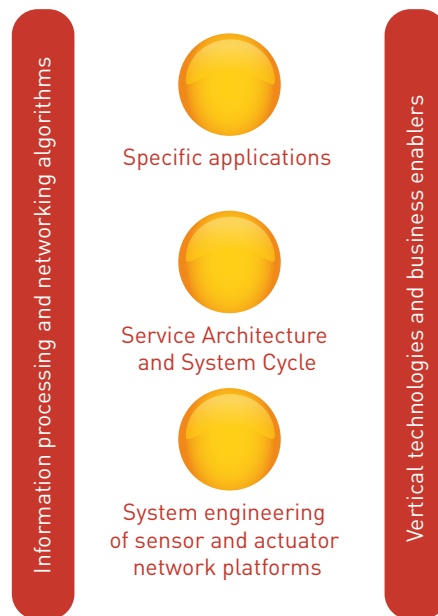 Information processing and networking algorithms
Specific applications
Service Architecture
and System Cycle
System engineering
of sensor and actuator
network platforms
Vertical technologies and business enablers